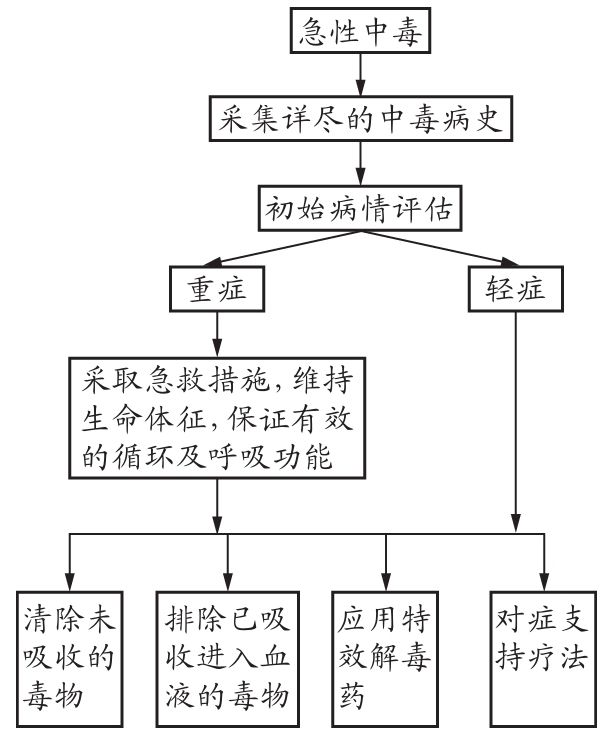 急性中毒
采集详尽的中毒病史
初始病情评估
重症
轻症
采取急救措施,维持
生命体征,保证有效
的循环及呼吸功能
清除未
吸收的
毒物
排除已吸
收进入血
液的毒物
应用特
效解毒
药
对症支
持疗法